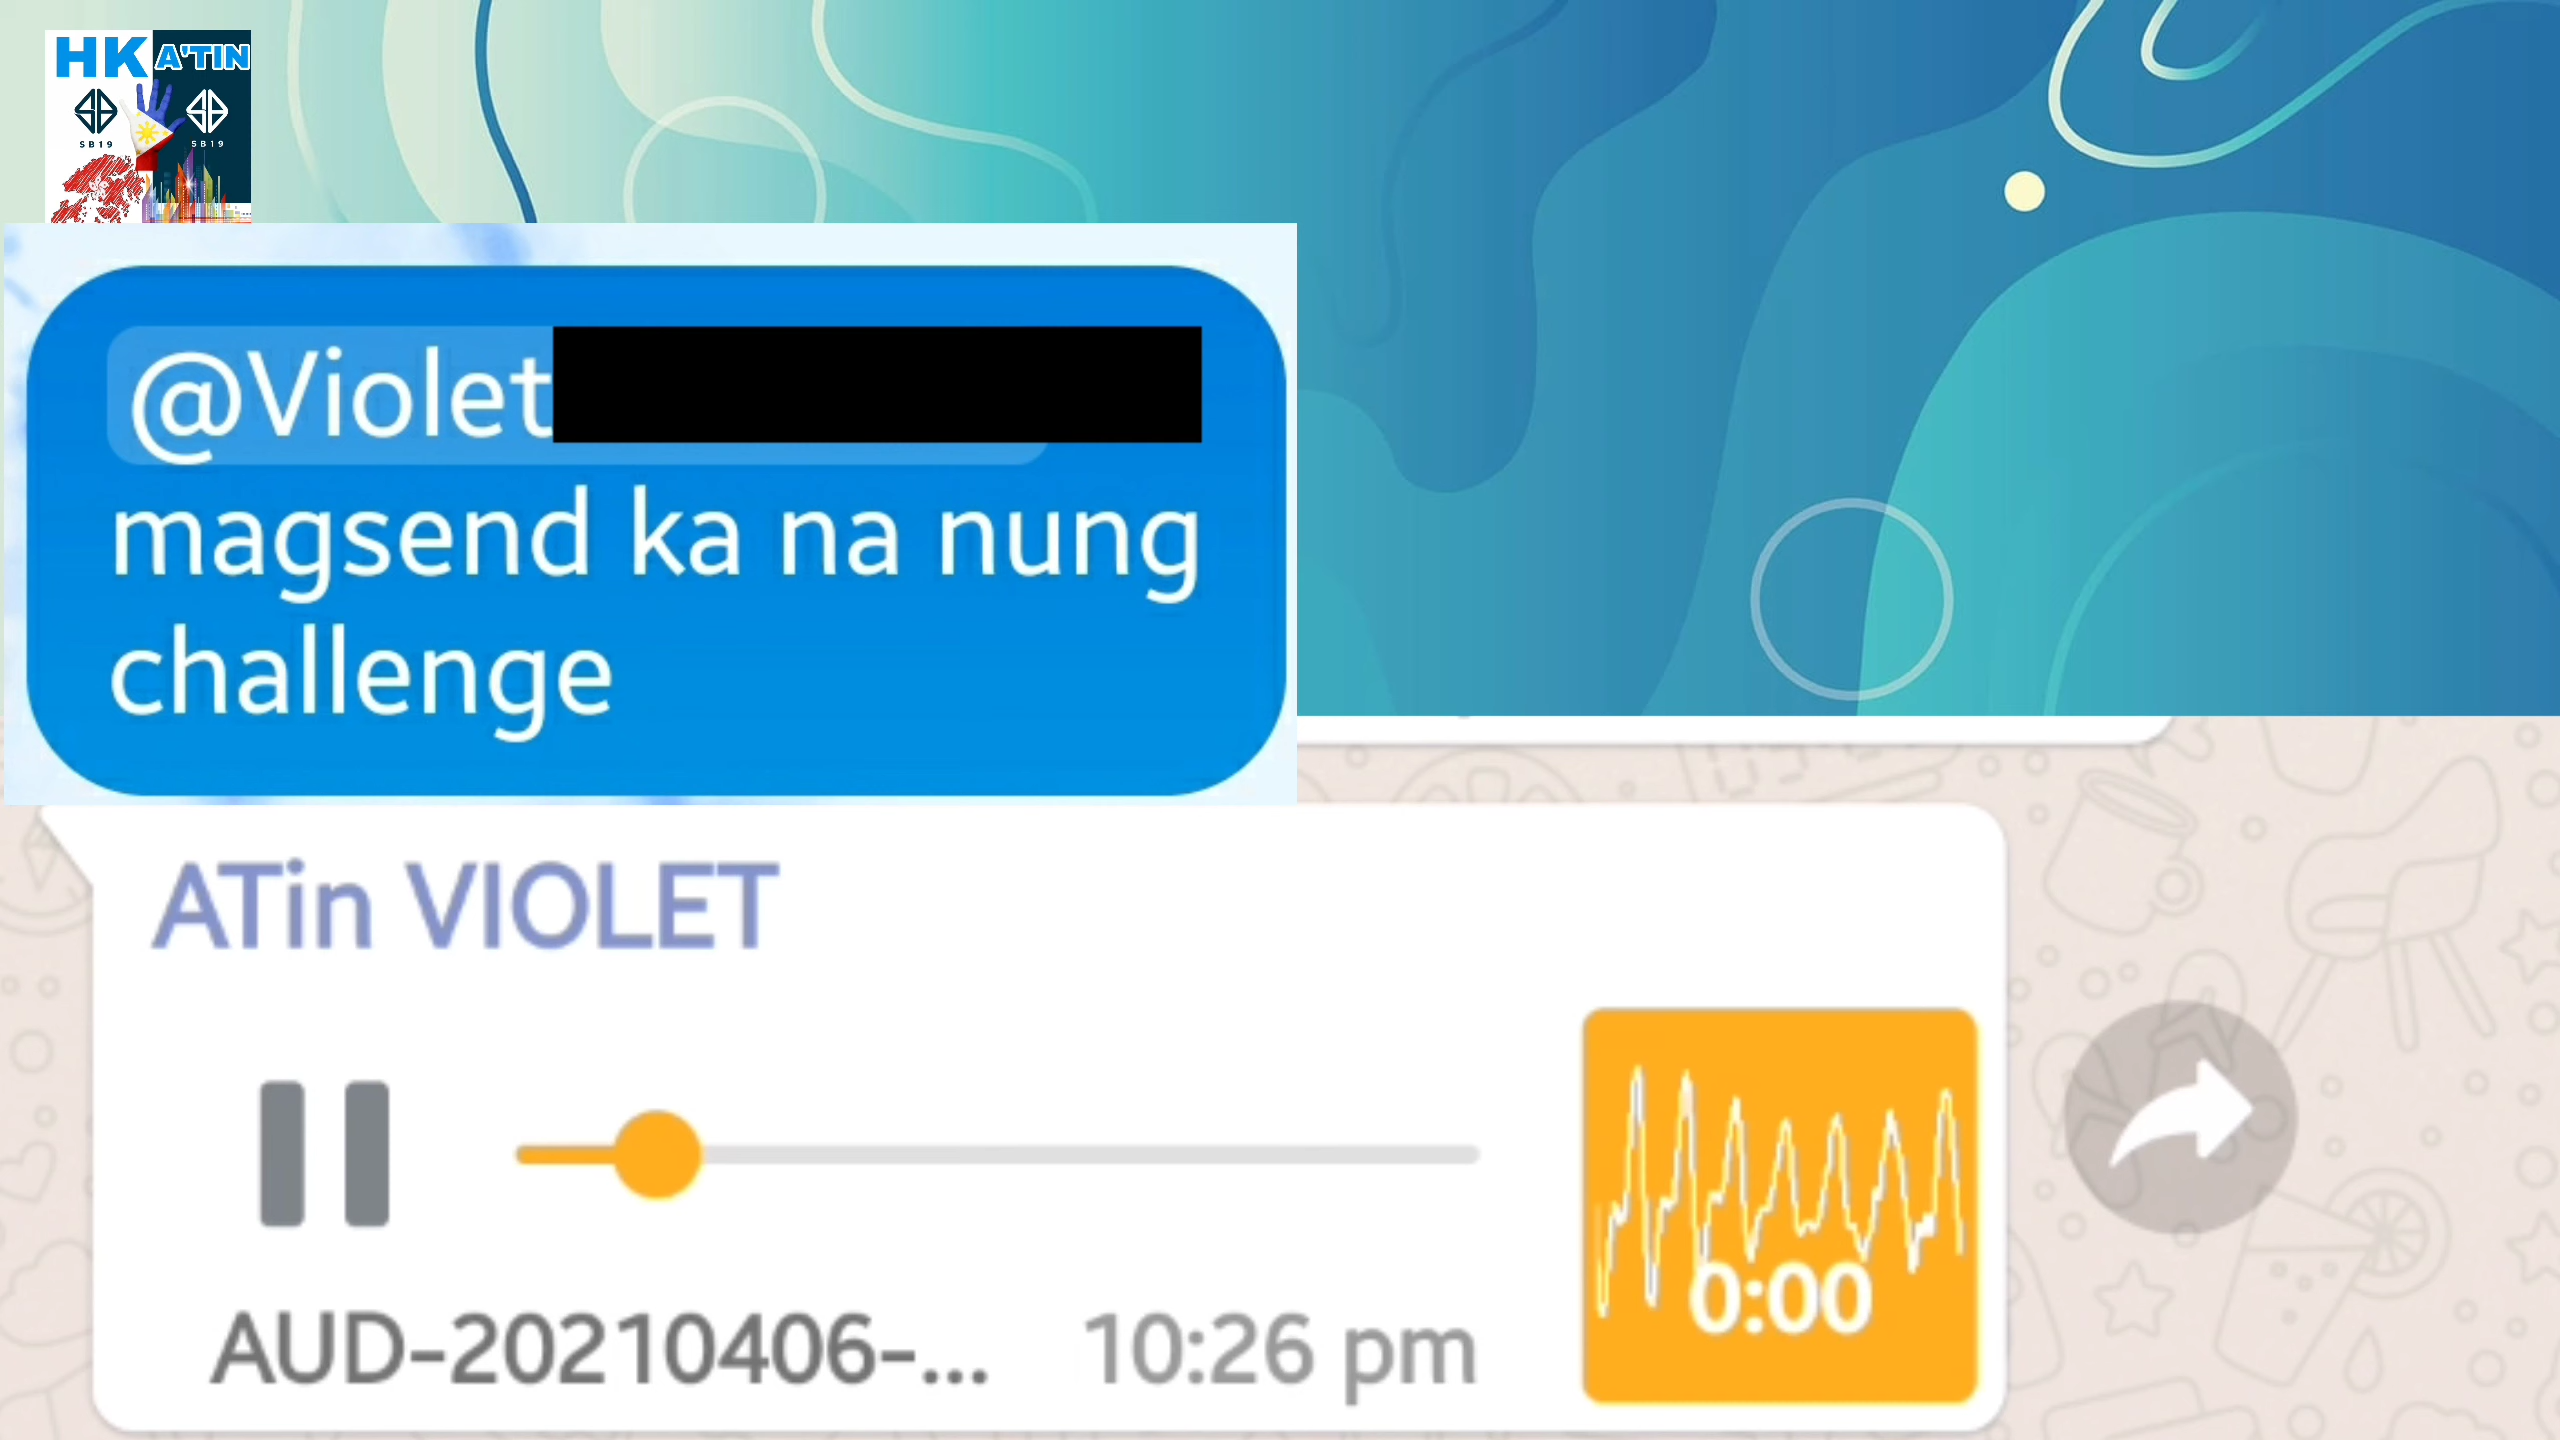 HK A'TIN
SB19 SB19
@Violet
magsend ka na nung
challenge
ATin VIOLET
0:00
AUD-20210406-... 10:26 pm